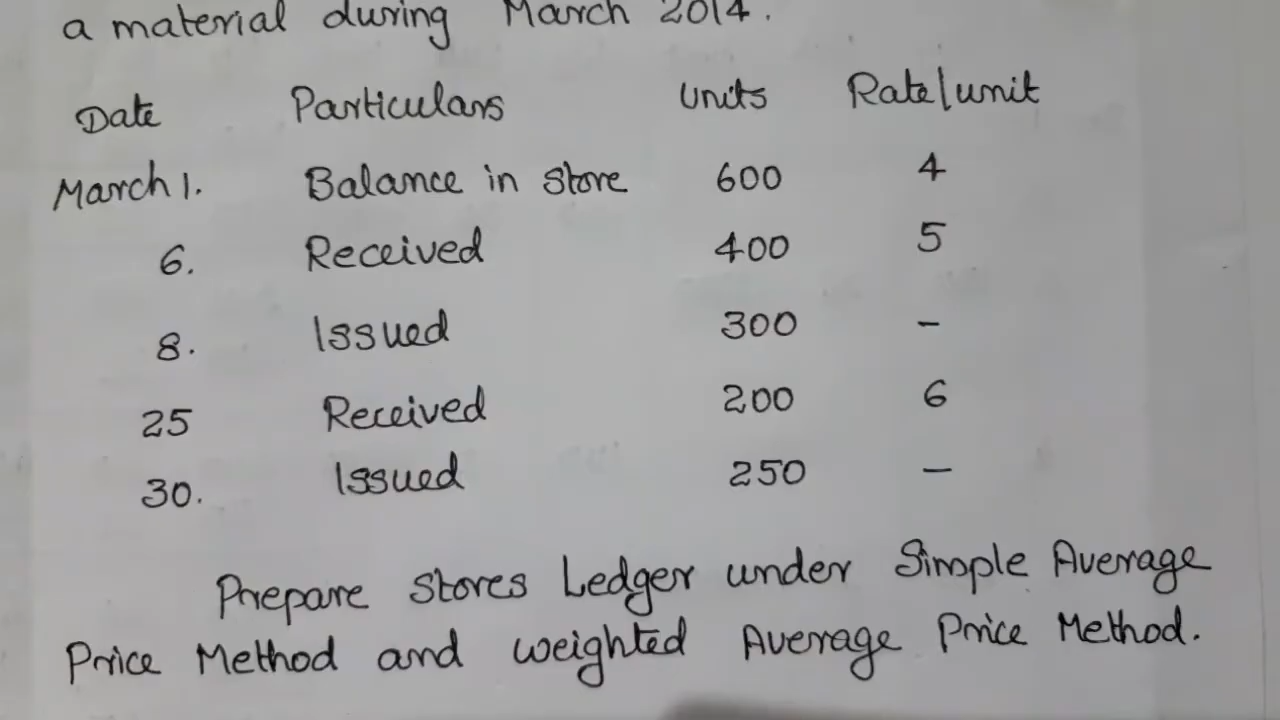 a material during March 2014.
Date Particulars Units Rate/unit
March 1. Balance in store 600 4
6. Received 400 5
8. Issued 300 -
25 Received 200 6
30. Issued 250 -
Prepare Stores Ledger under Simple Average
Price Method and weighted Average Price Method.